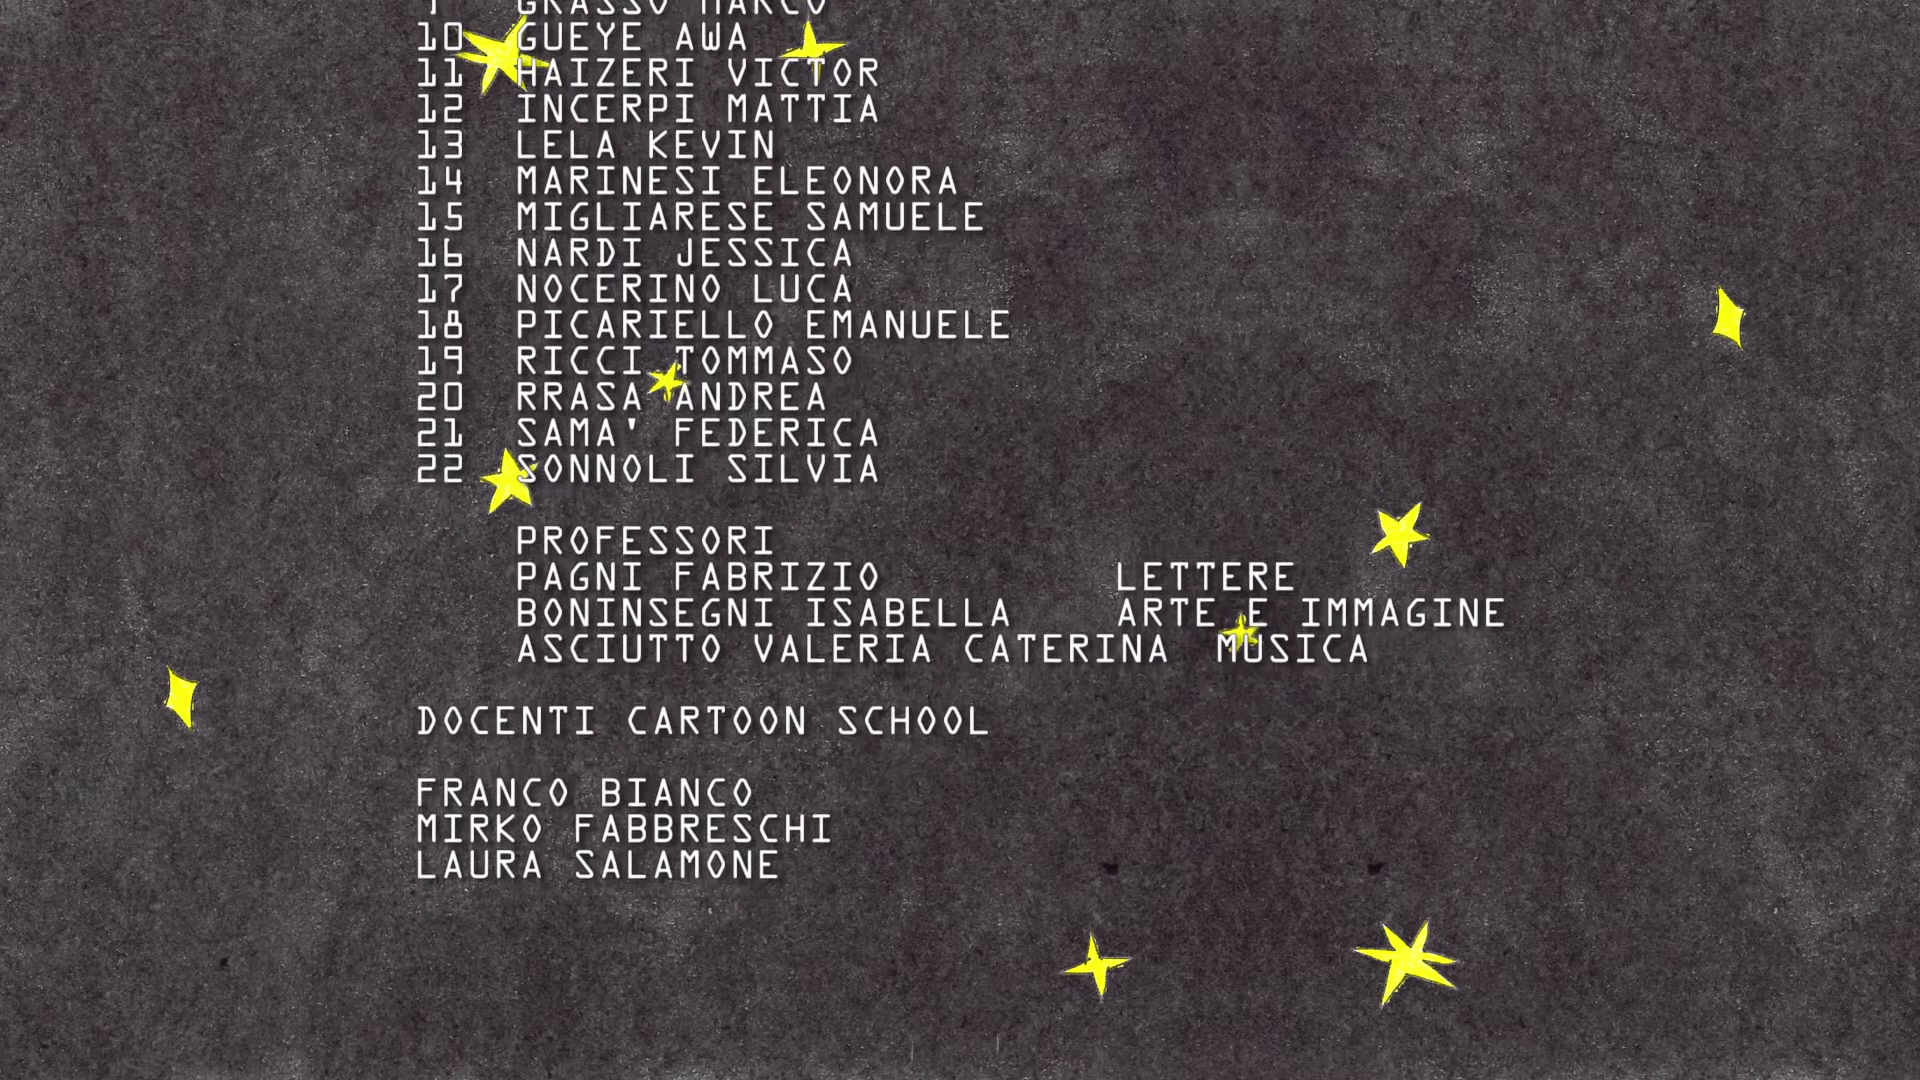 GRASSO MARCO
10 GUEYE AWA
11 HAIZERI VICTOR
12 INCERPI MATTIA
13 LELA KEVIN
14 MARINESI ELEONORA
15 MIGLIARESE SAMUELE
16 NARDI JESSICA
17 NOCERINO LUCA
18 PICARIELLO EMANUELE
19 RICCI TOMMASO
20 RRASA ANDREA
21 SAMA' FEDERICA
22 SONNOLI SILVIA
PROFESSORI
PAGNI FABRIZIO LETTERE
BONINSEGNI ISABELLA ARTE E IMMAGINE
ASCIUTTO VALERIA CATERINA MUSICA
DOCENTI CARTOON SCHOOL
FRANCO BIANCO
MIRKO FABBRESCHI
LAURA SALAMONE